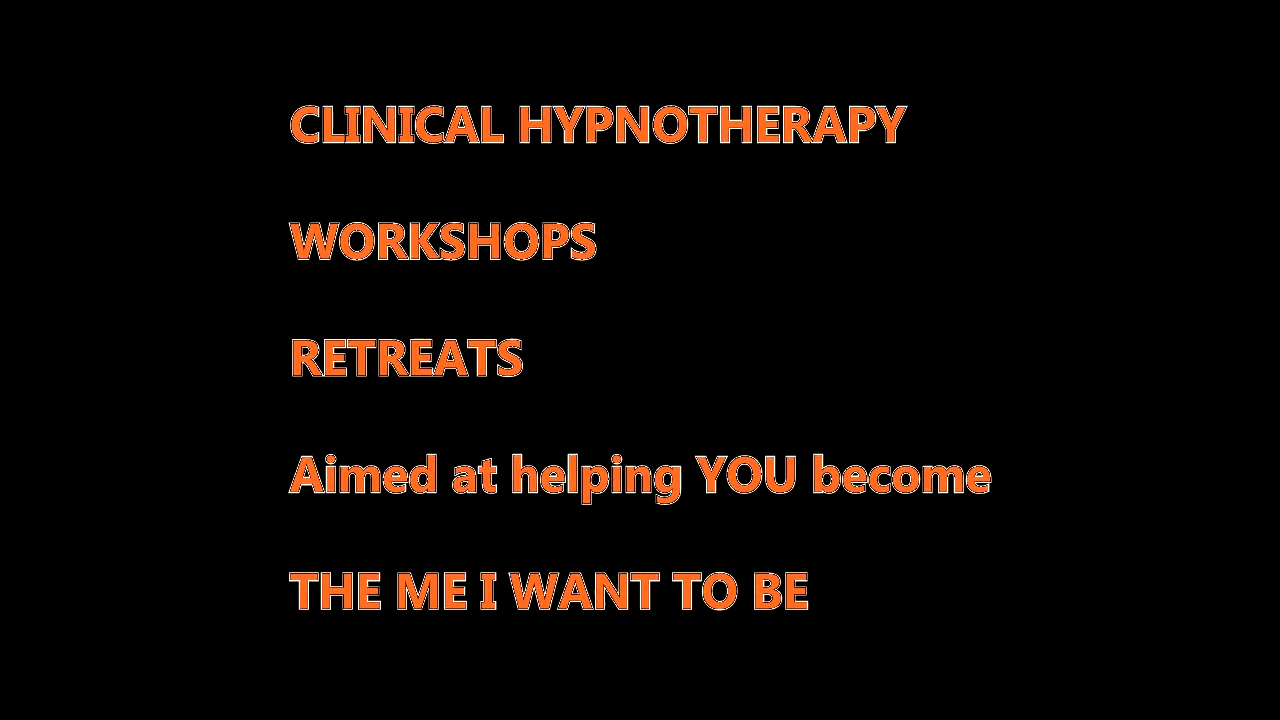 CLINICAL HYPNOTHERAPY
WORKSHOPS
RETREATS
Aimed at helping YOU become
THE ME I WANT TO BE